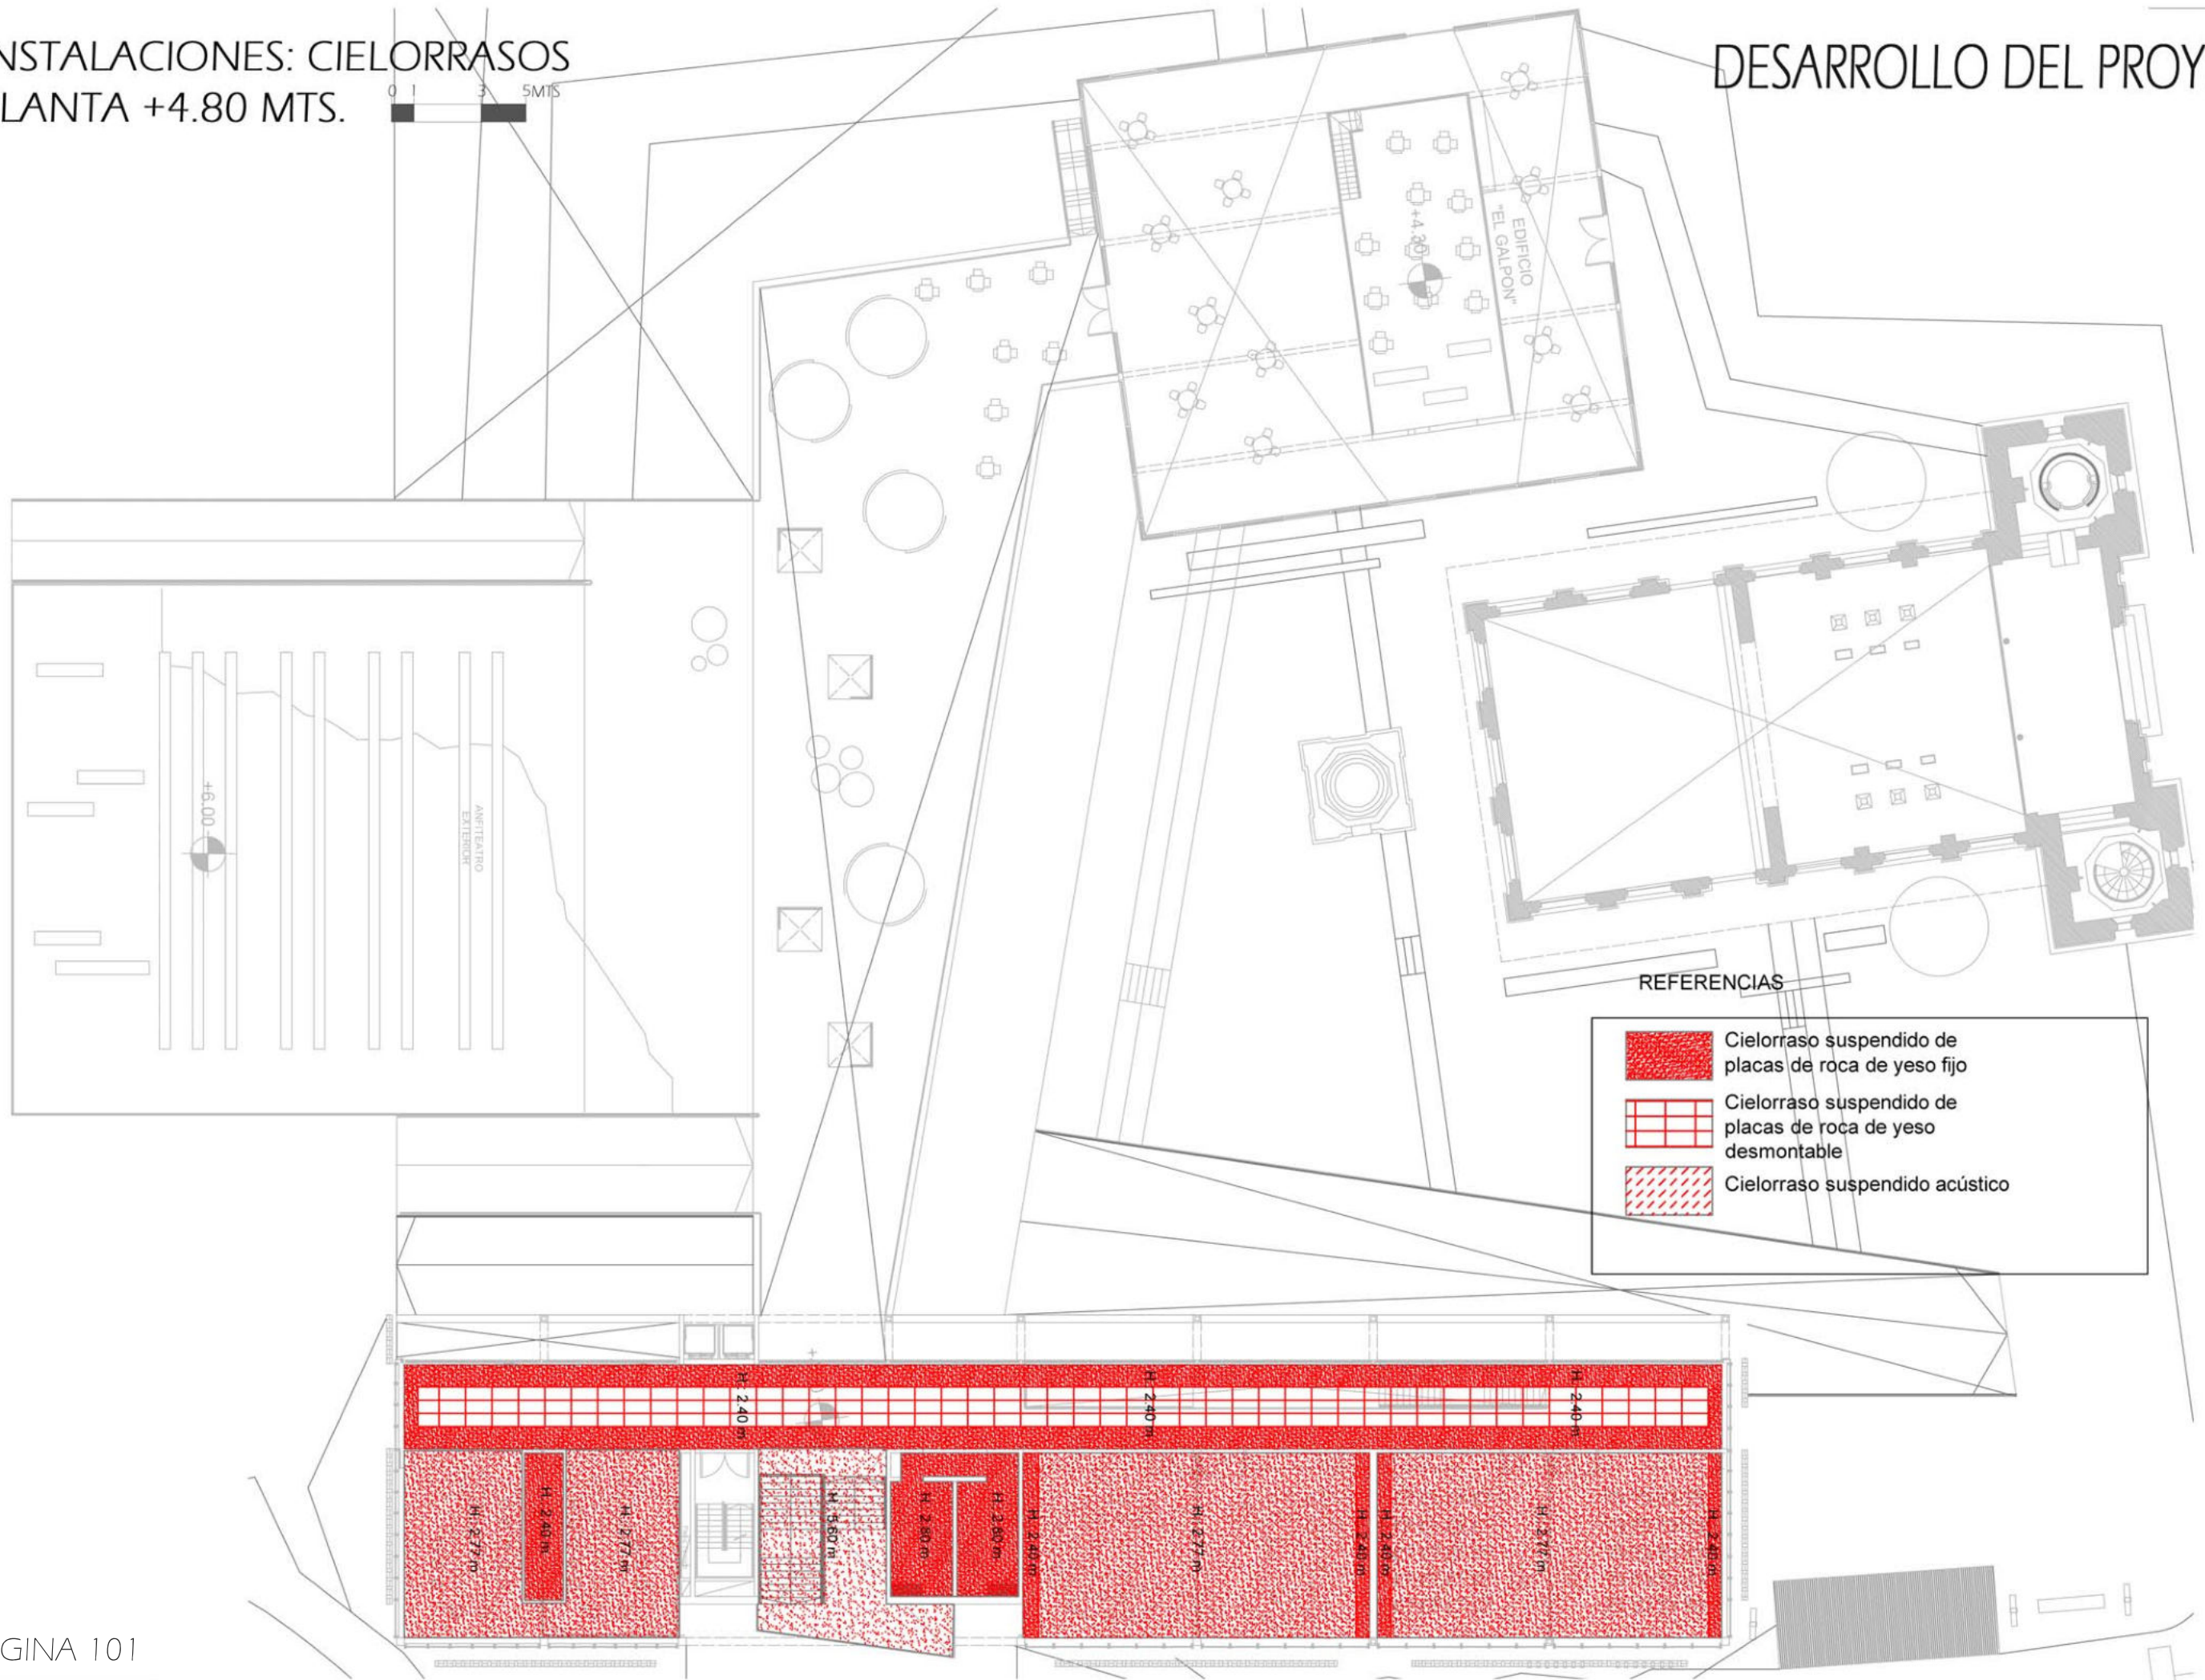 NSTALACIONES: CIELORRASOS
LANTA +4.80 MTS.
0 1 3 5MTS
DESARROLLO DEL PROY
EDIFICIO
"EL GALPON"
+6.00
ANFITEATRO
EXTERIOR
REFERENCIAS
Cielorraso suspendido de
placas de roca de yeso fijo
Cielorraso suspendido de
placas de roca de yeso
desmontable
Cielorraso suspendido acústico
H: 2.40 m
H: 2.40 m
H: 2.40 m
H: 2.77 m
H: 2.40 m
H: 2.77 m
H: 5.60 m
H: 2.80 m
H: 2.80 m
H: 2.40 m
H: 2.77 m
H: 2.40 m
H: 2.40 m
H: 2.77 m
H: 2.40 m
GINA 101